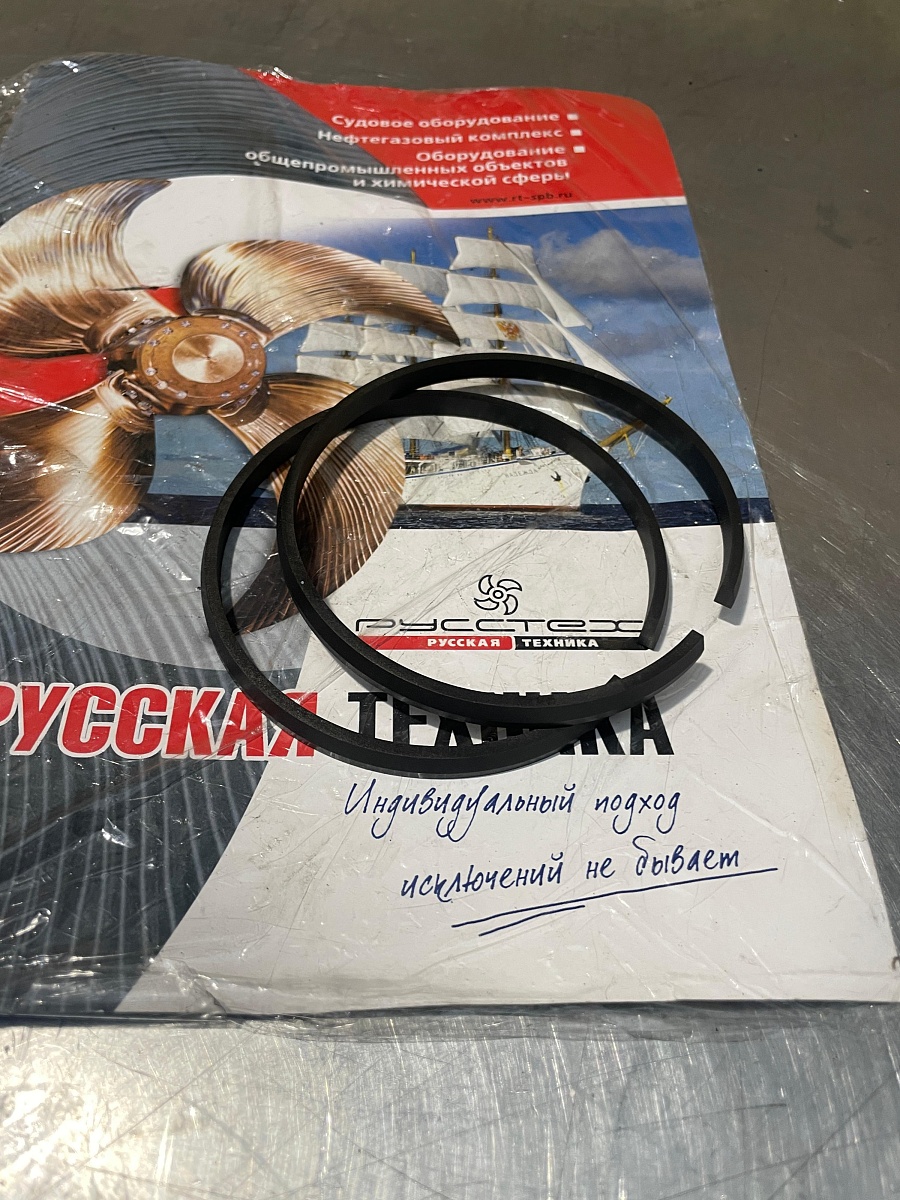 Судовое оборудование
Нефтегазовый комплекс
Оборудование
общепромышленных объектов
и химической сферы
www.rt-spb.ru
РУССТЕХ
РУССКАЯ ТЕХНИКА
РУССКАЯ ТЕХНИКА
Индивидуальный подход
исключений не бывает